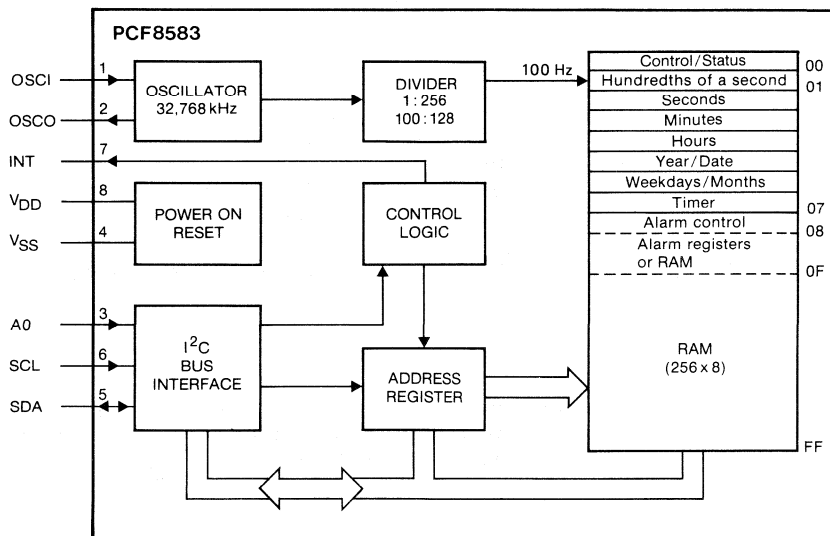 PCF8583
OSCI
1
OSCO
2
INT
7
VDD
8
VSS
4
A0
3
SCL
6
SDA
5
OSCILLATOR
32,768 kHz
DIVIDER
1 : 256
100 : 128
100 Hz
POWER ON
RESET
CONTROL
LOGIC
I²C
BUS
INTERFACE
ADDRESS
REGISTER
Control/Status
00
Hundredths of a second
01
Seconds
Minutes
Hours
Year/Date
Weekdays/Months
Timer
07
Alarm control
08
Alarm registers
or RAM
0F
RAM
(256 x 8)
FF